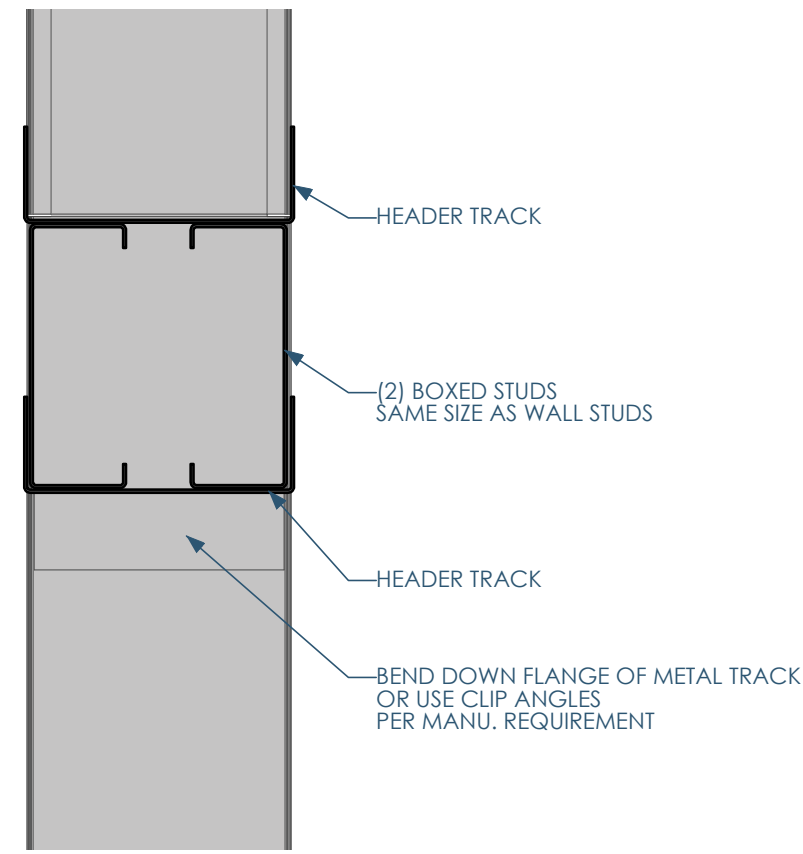 HEADER TRACK
(2) BOXED STUDS
SAME SIZE AS WALL STUDS
HEADER TRACK
BEND DOWN FLANGE OF METAL TRACK
OR USE CLIP ANGLES
PER MANU. REQUIREMENT